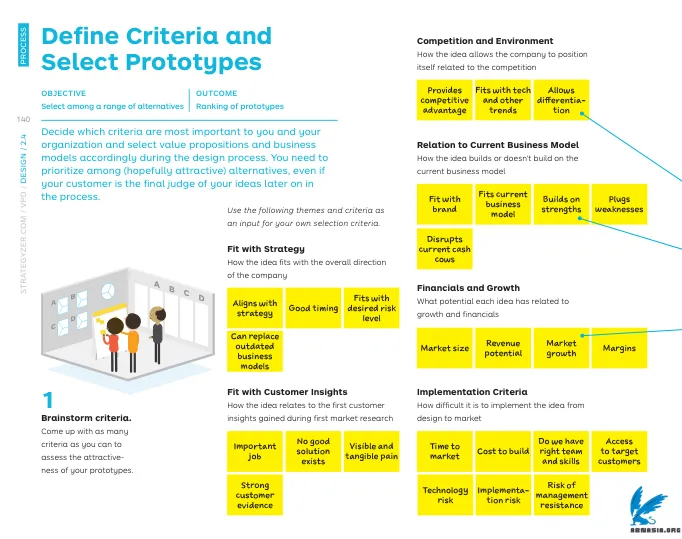 PROCESS
Define Criteria and
Select Prototypes
OBJECTIVE
Select among a range of alternatives
OUTCOME
Ranking of prototypes
140
STRATEGYZER.COM / VPD / DESIGN / 2.4
Decide which criteria are most important to you and your
organization and select value propositions and business
models accordingly during the design process. You need to
prioritize among (hopefully attractive) alternatives, even if
your customer is the final judge of your ideas later on in
the process.
A
B
C
D
A B C D
1
Brainstorm criteria.
Come up with as many
criteria as you can to
assess the attractive-
ness of your prototypes.
Use the following themes and criteria as
an input for your own selection criteria.
Fit with Strategy
How the idea fits with the overall direction
of the company
Aligns with
strategy
Good timing
Fits with
desired risk
level
Can replace
outdated
business
models
Fit with Customer Insights
How the idea relates to the first customer
insights gained during first market research
Important
job
No good
solution
exists
Visible and
tangible pain
Strong
customer
evidence
Competition and Environment
How the idea allows the company to position
itself related to the competition
Provides
competitive
advantage
Fits with tech
and other
trends
Allows
differentia-
tion
Relation to Current Business Model
How the idea builds or doesn't build on the
current business model
Fit with
brand
Fits current
business
model
Builds on
strengths
Plugs
weaknesses
Disrupts
current cash
cows
Financials and Growth
What potential each idea has related to
growth and financials
Market size
Revenue
potential
Market
growth
Margins
Implementation Criteria
How difficult it is to implement the idea from
design to market
Time to
market
Cost to build
Do we have
right team
and skills
Access
to target
customers
Technology
risk
Implementa-
tion risk
Risk of
management
resistance
ABNASIA.ORG